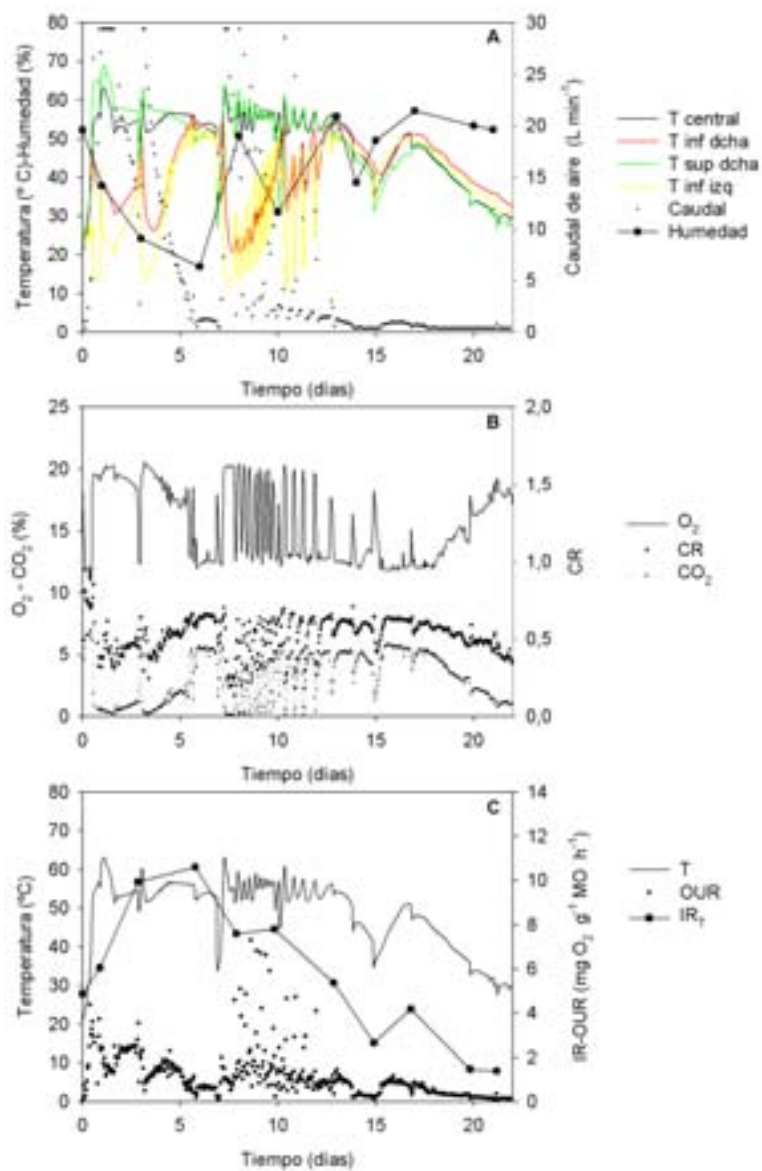 A
Temperatura (º C)-Humedad (%)
80
70
60
50
40
30
20
10
0
30
25
20
15
10
5
0
Caudal de aire (L min⁻¹)
0 5 10 15 20
Tiempo (días)
T central
T inf dcha
T sup dcha
T inf izq
Caudal
Humedad
B
O₂ - CO₂ (%)
25
20
15
10
5
0
2,0
1,5
1,0
0,5
0,0
CR
0 5 10 15 20
Tiempo (días)
O₂
CR
CO₂
C
Temperatura (ºC)
80
70
60
50
40
30
20
10
0
14
12
10
8
6
4
2
0
IR-OUR (mg O₂ g⁻¹ MO h⁻¹)
0 5 10 15 20
Tiempo (días)
T
OUR
IR_T